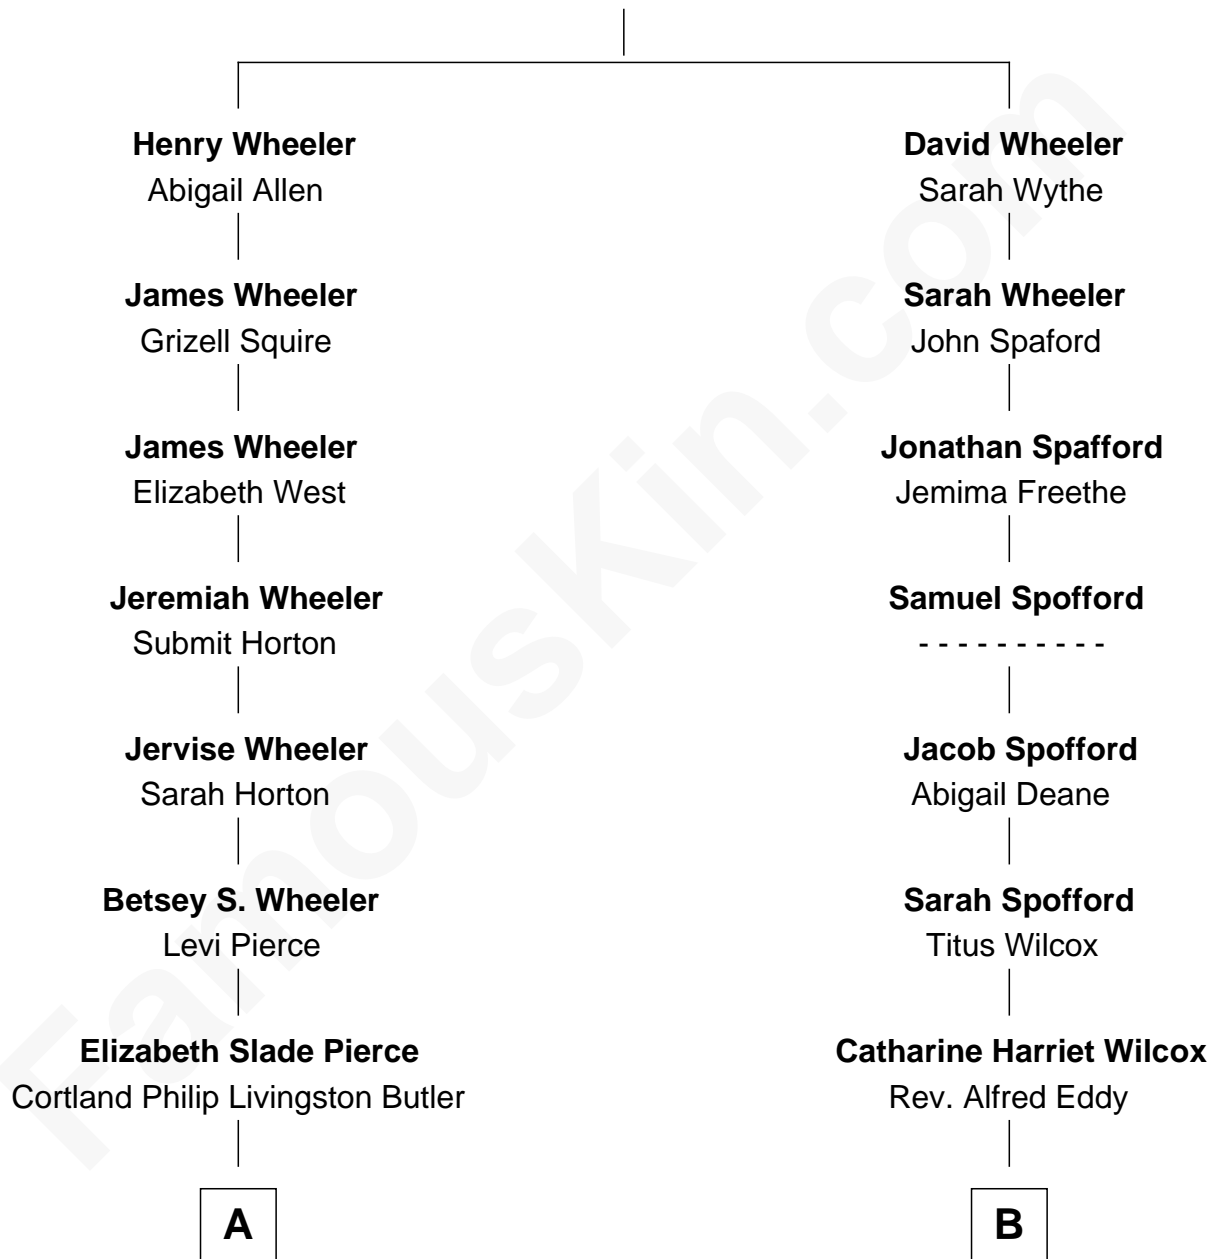 Henry Wheeler
Abigail Allen
James Wheeler
Grizell Squire
James Wheeler
Elizabeth West
Jeremiah Wheeler
Submit Horton
Jervise Wheeler
Sarah Horton
Betsey S. Wheeler
Levi Pierce
Elizabeth Slade Pierce
Cortland Philip Livingston Butler
A
David Wheeler
Sarah Wythe
Sarah Wheeler
John Spaford
Jonathan Spafford
Jemima Freethe
Samuel Spofford
- - - - - - - - - -
Jacob Spofford
Abigail Deane
Sarah Spofford
Titus Wilcox
Catharine Harriet Wilcox
Rev. Alfred Eddy
B
FamousKin.com